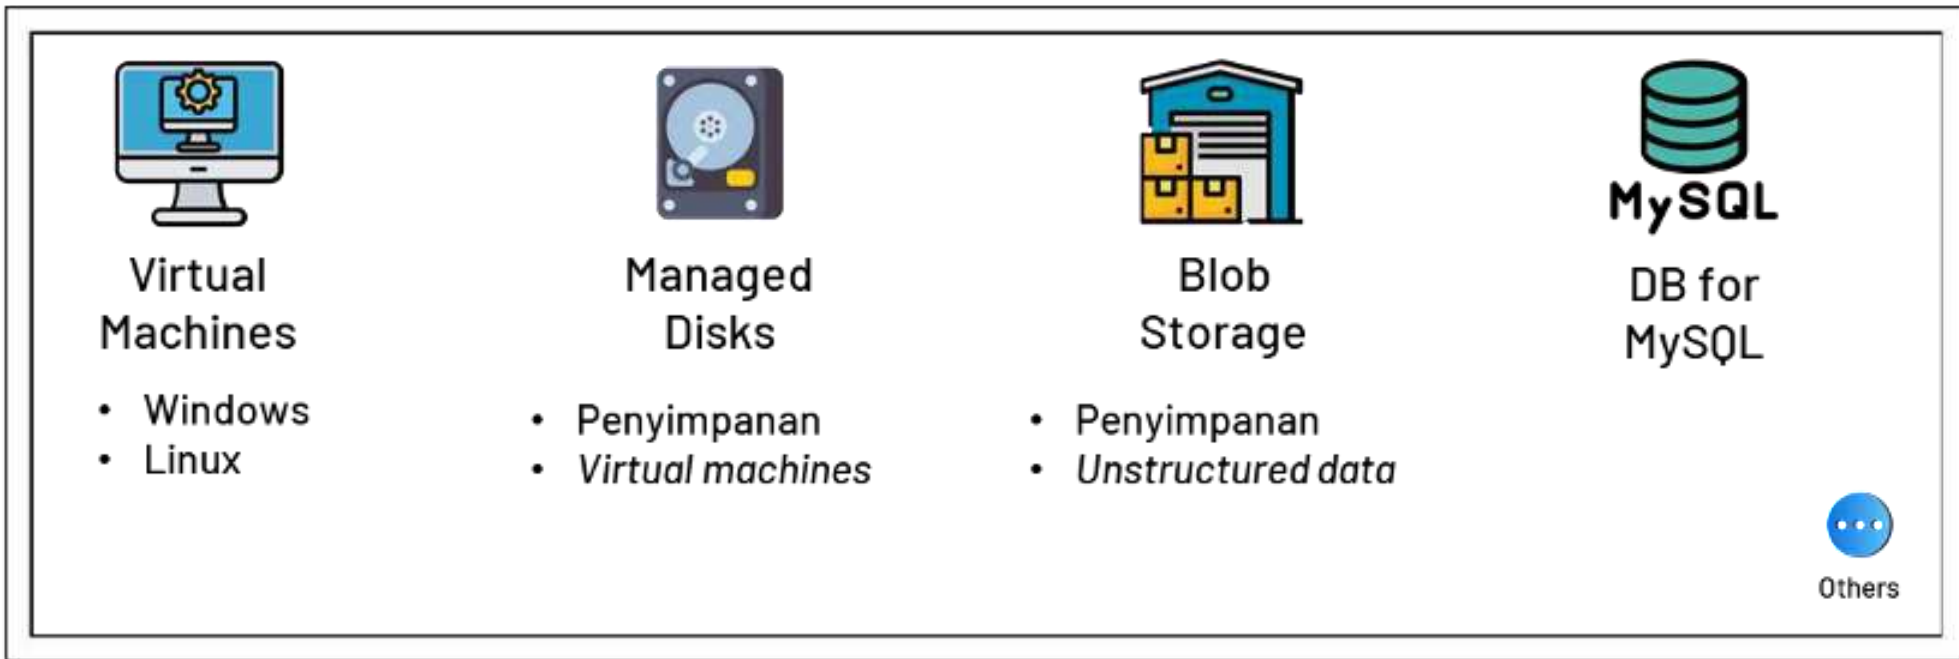 Virtual
Machines
• Windows
• Linux
Managed
Disks
• Penyimpanan
• Virtual machines
Blob
Storage
• Penyimpanan
• Unstructured data
MySQL
DB for
MySQL
Others